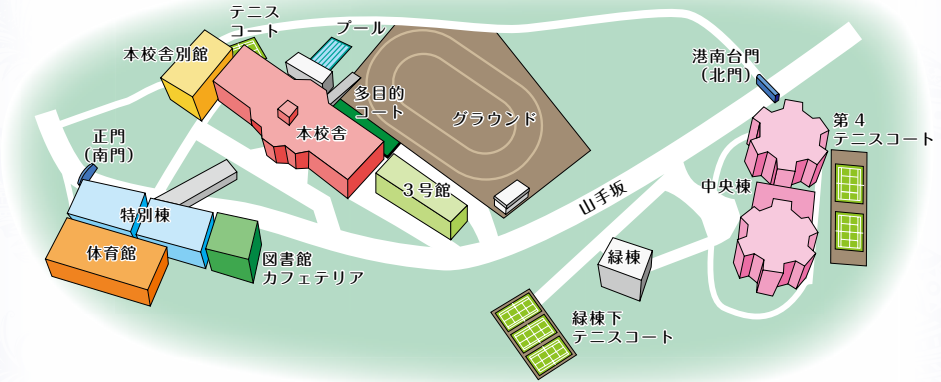 テニス
コート
プール
本校舎別館
港南台門
(北門)
多目的
コート
グラウンド
第4
テニスコート
本校舎
正門
(南門)
3号館
中央棟
山手坂
特別棟
体育館
図書館
カフェテリア
緑棟
緑棟下
テニスコート